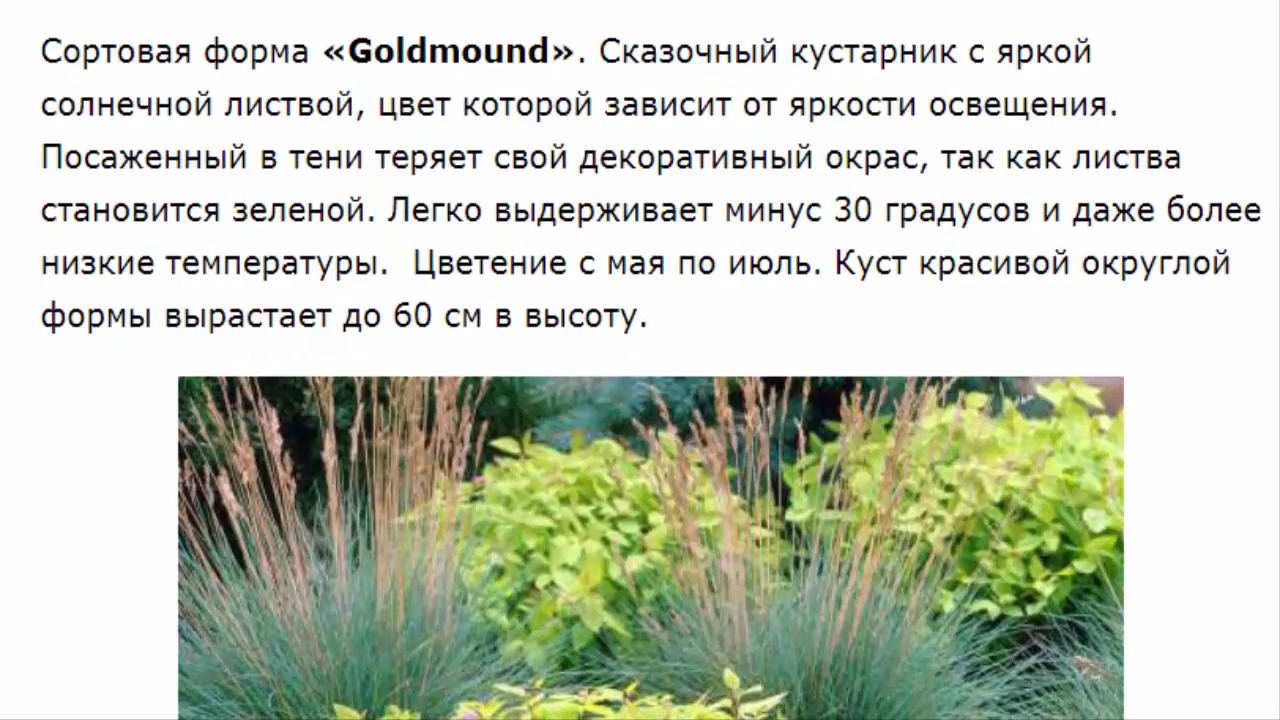 Сортовая форма «Goldmound». Сказочный кустарник с яркой
солнечной листвой, цвет которой зависит от яркости освещения.
Посаженный в тени теряет свой декоративный окрас, так как листва
становится зеленой. Легко выдерживает минус 30 градусов и даже более
низкие температуры.  Цветение с мая по июль. Куст красивой округлой
формы вырастает до 60 см в высоту.